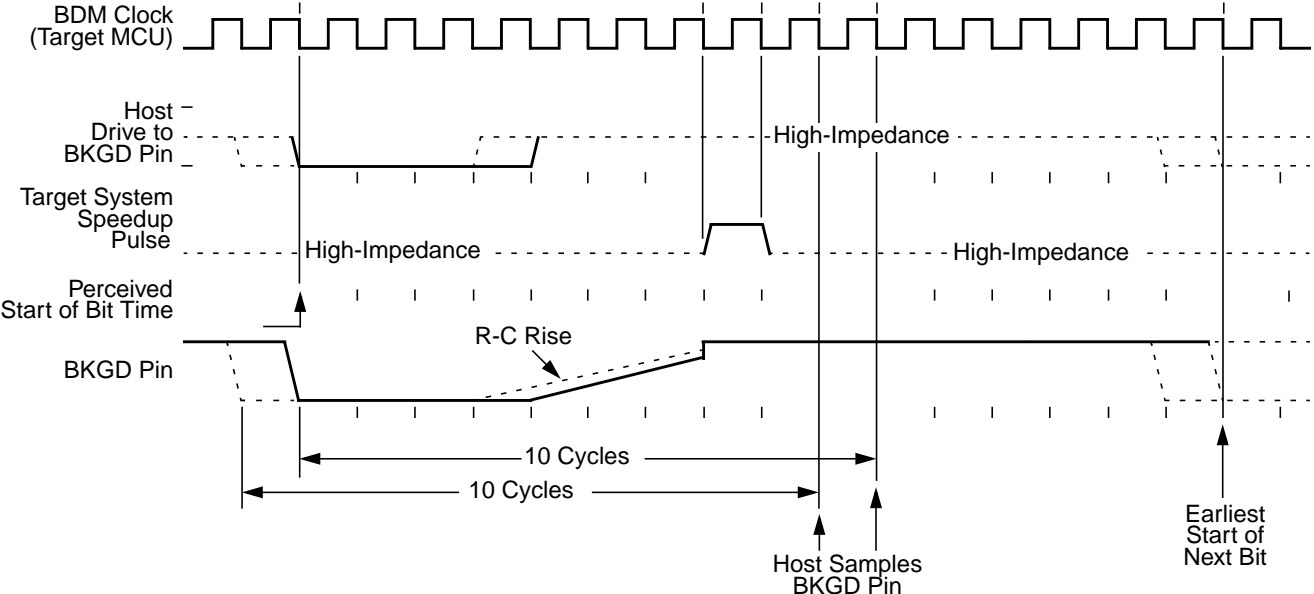 BDM Clock
(Target MCU)
Host
Drive to
BKGD Pin
High-Impedance
Target System
Speedup
Pulse
High-Impedance
High-Impedance
Perceived
Start of Bit Time
R-C Rise
BKGD Pin
10 Cycles
10 Cycles
Host Samples
BKGD Pin
Earliest
Start of
Next Bit